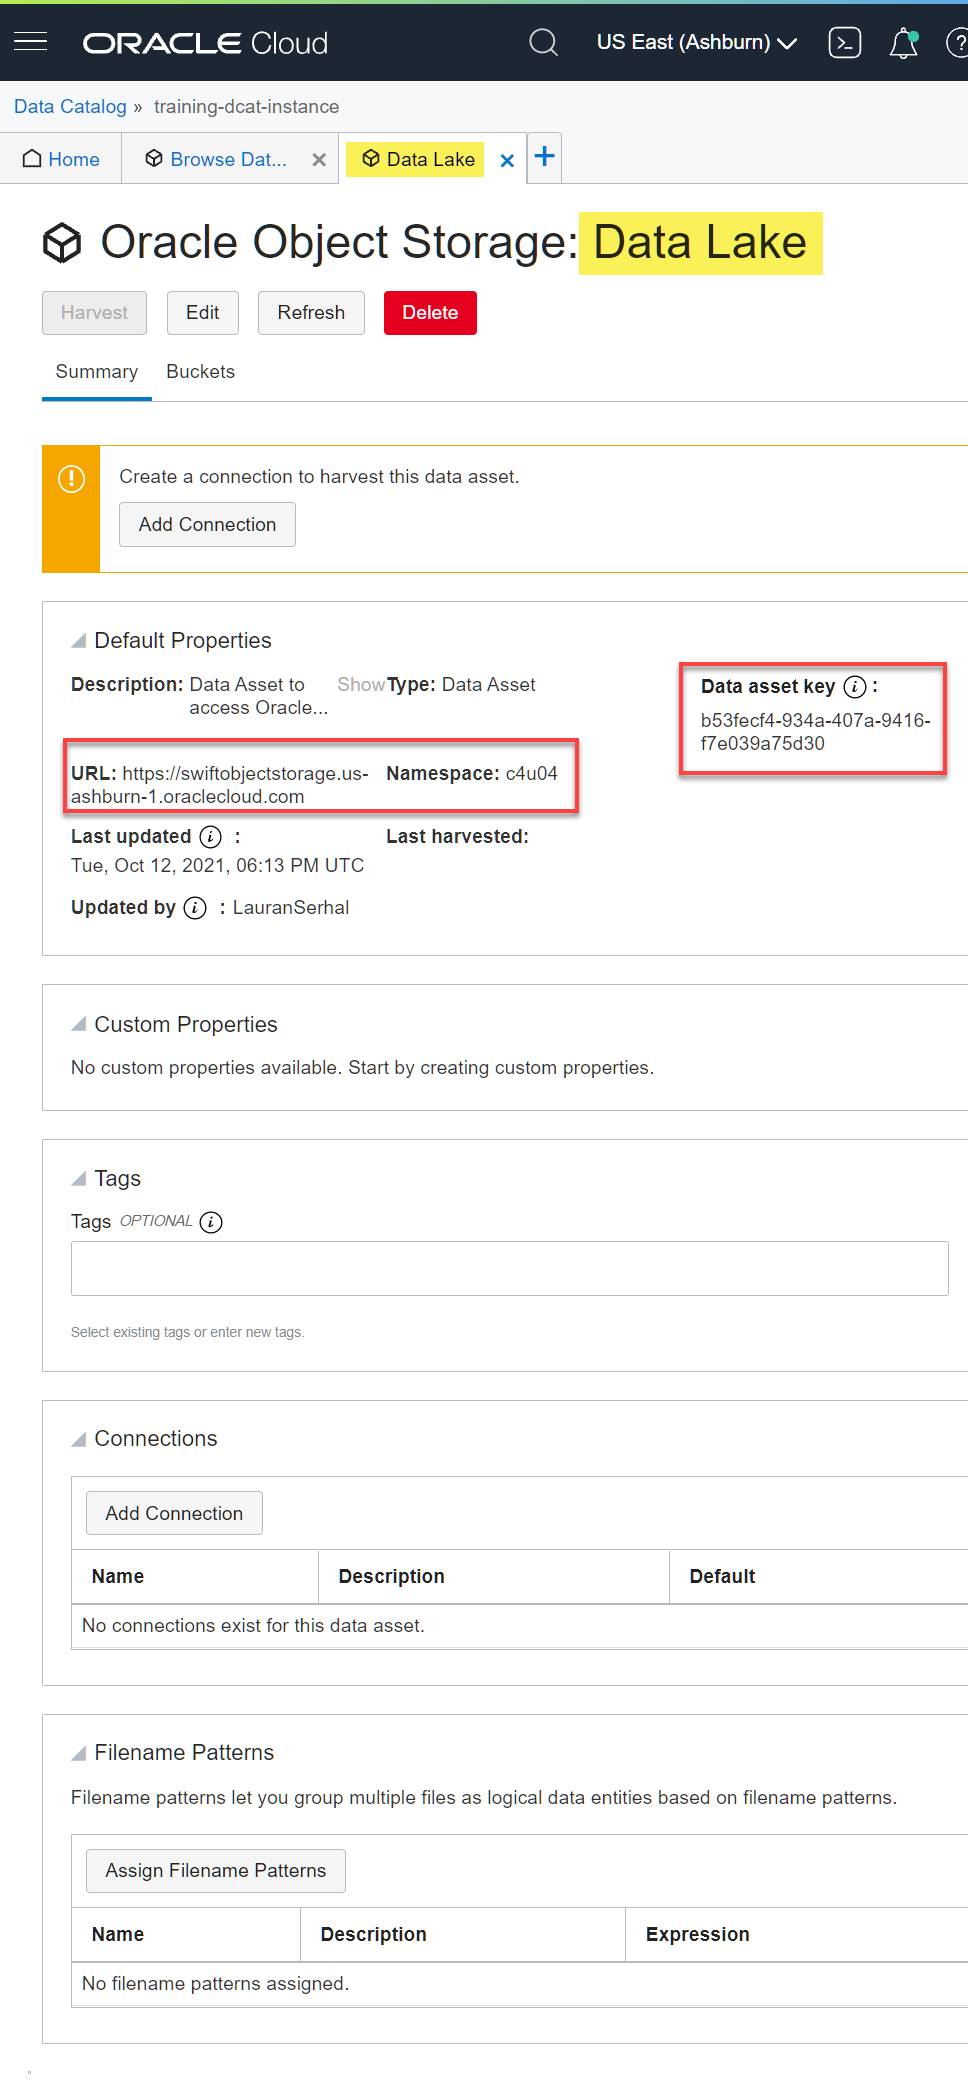 ORACLE Cloud
US East (Ashburn)
Data Catalog » training-dcat-instance
Home Browse Dat... Data Lake
Oracle Object Storage: Data Lake
Harvest Edit Refresh Delete
Summary Buckets
Create a connection to harvest this data asset.
Add Connection
Default Properties
Description: Data Asset to access Oracle... Show
Type: Data Asset
Data asset key :
b53fecf4-934a-407a-9416-
f7e039a75d30
URL: https://swiftobjectstorage.us-
ashburn-1.oraclecloud.com
Namespace: c4u04
Last updated :
Tue, Oct 12, 2021, 06:13 PM UTC
Last harvested:
Updated by : LauranSerhal
Custom Properties
No custom properties available. Start by creating custom properties.
Tags
Tags OPTIONAL
Select existing tags or enter new tags.
Connections
Add Connection
Name Description Default
No connections exist for this data asset.
Filename Patterns
Filename patterns let you group multiple files as logical data entities based on filename patterns.
Assign Filename Patterns
Name Description Expression
No filename patterns assigned.